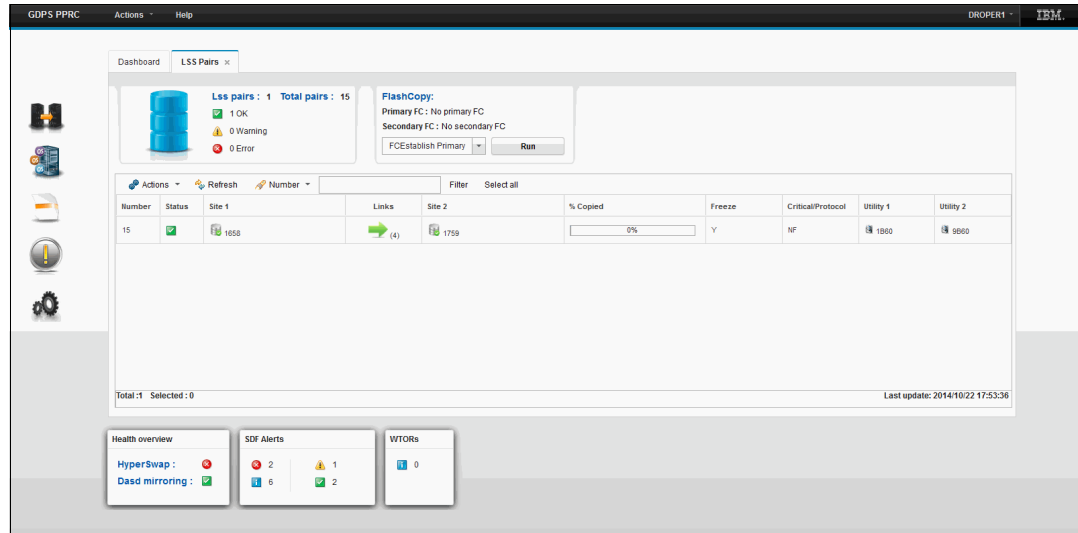 GDPS PPRC Actions Help DROPER1 IBM.
Dashboard LSS Pairs ×
Lss pairs : 1 Total pairs : 15
1 OK
0 Warning
0 Error
FlashCopy:
Primary FC : No primary FC
Secondary FC : No secondary FC
FCEstablish Primary Run
Actions Refresh Number Filter Select all
Number Status Site 1 Links Site 2 % Copied Freeze Critical/Protocol Utility 1 Utility 2
15 1658 (4) 1759 0% Y NF 1B60 9B60
Total :1 Selected : 0 Last update: 2014/10/22 17:53:36
Health overview
HyperSwap :
Dasd mirroring :
SDF Alerts
2 1
6 2
WTORs
0